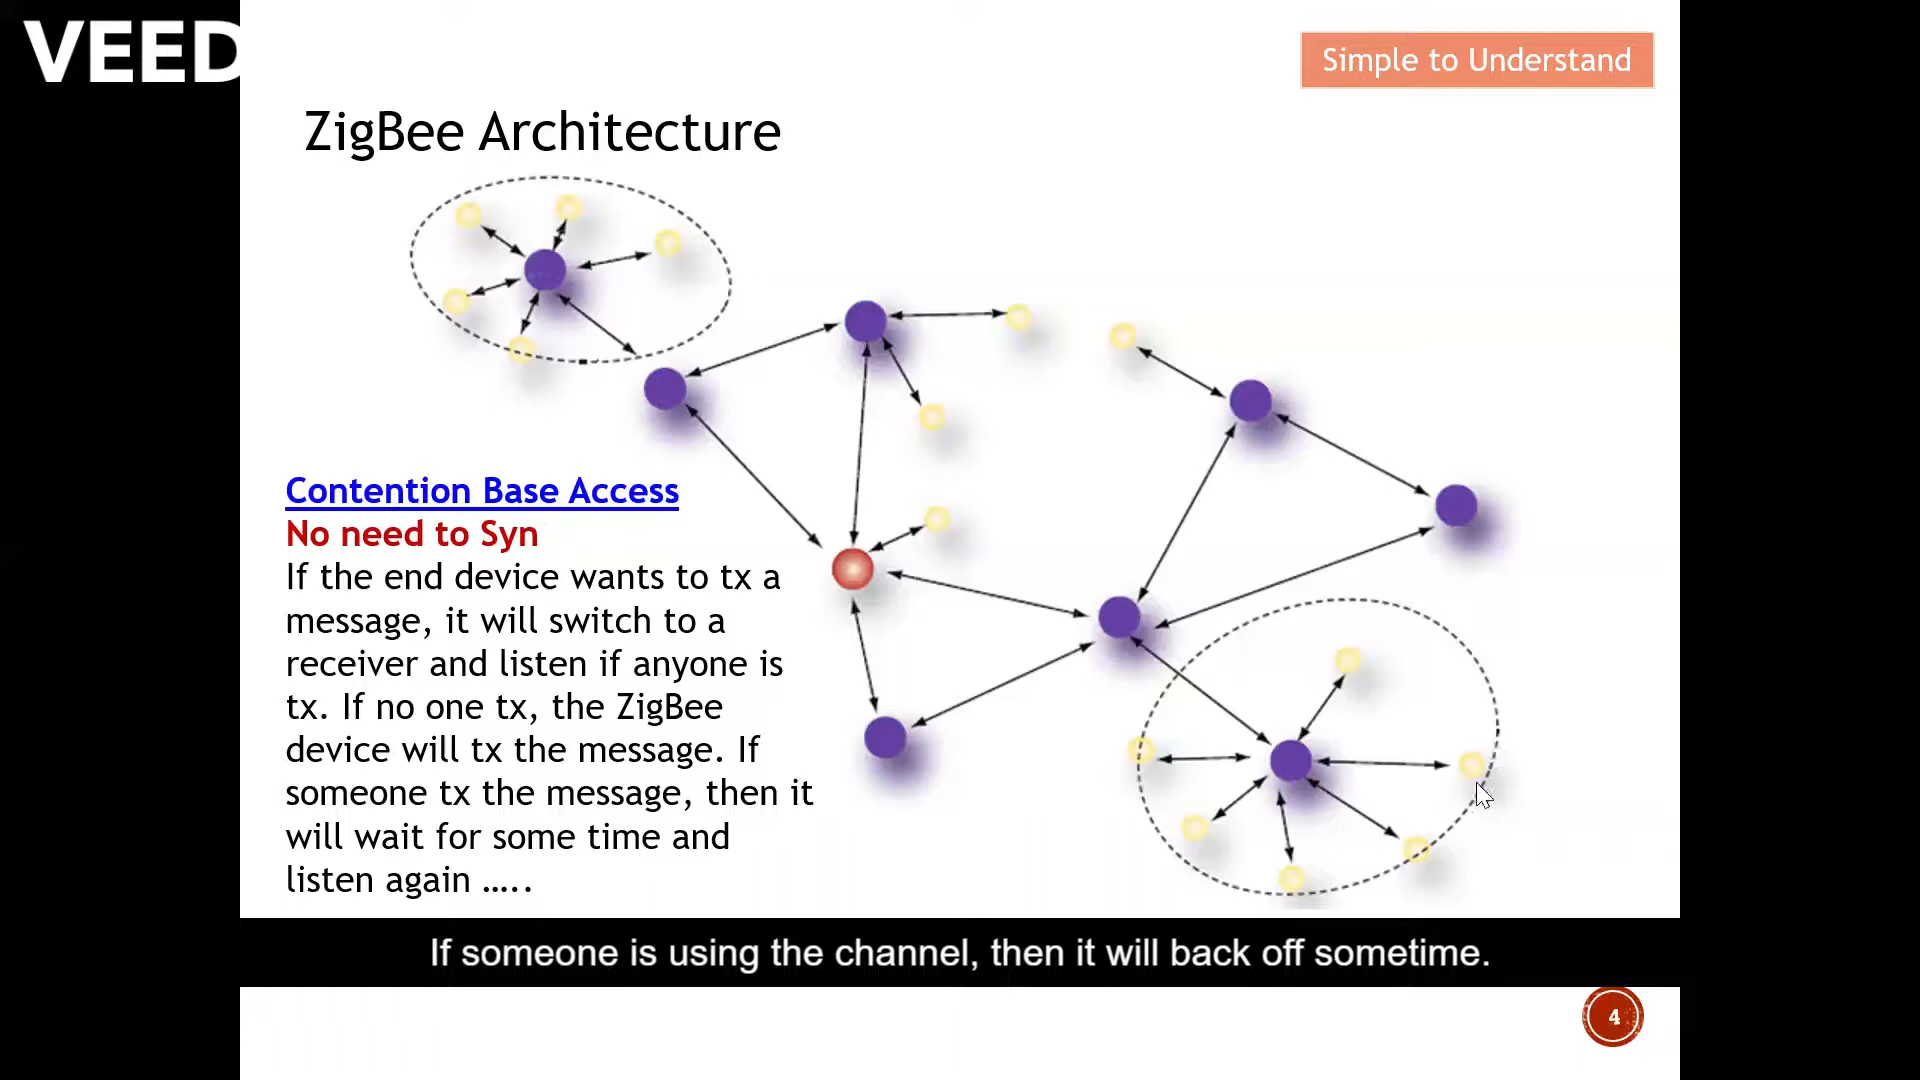 VEED
Simple to Understand
ZigBee Architecture
Contention Base Access
No need to Syn
If the end device wants to tx a
message, it will switch to a
receiver and listen if anyone is
tx. If no one tx, the ZigBee
device will tx the message. If
someone tx the message, then it
will wait for some time and
listen again …..
If someone is using the channel, then it will back off sometime.
4